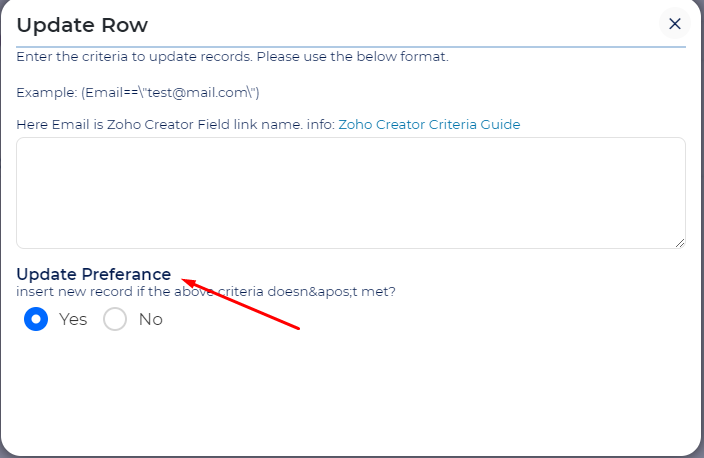 Update Row
Enter the criteria to update records. Please use the below format.
Example: (Email==\"test@mail.com\")
Here Email is Zoho Creator Field link name. info: Zoho Creator Criteria Guide
Update Preferance
insert new record if the above criteria doesn&apos;t met?
Yes No